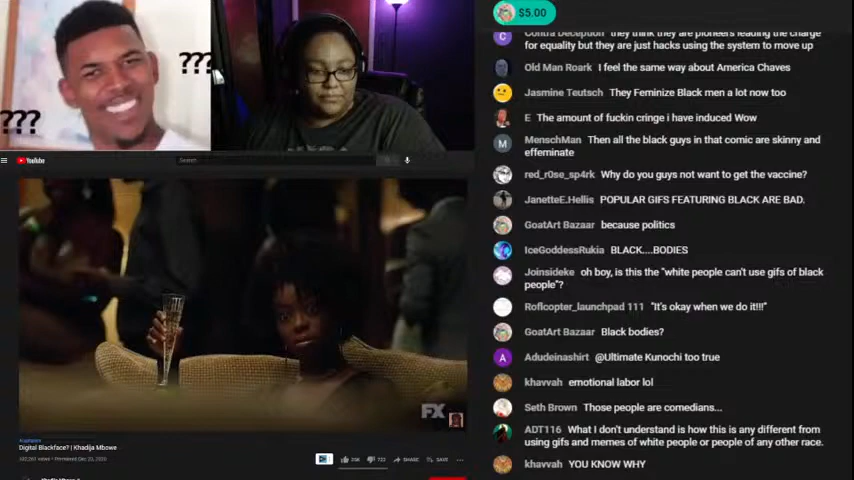 $5.00
???
???
Contra Deception they think they are pioneers leading the charge
for equality but they are just hacks using the system to move up
Old Man Roark I feel the same way about America Chaves
Jasmine Teutsch They Feminize Black men a lot now too
E The amount of fuckin cringe i have induced Wow
MenschMan Then all the black guys in that comic are skinny and
effeminate
red_r0se_sp4rk Why do you guys not want to get the vaccine?
JanetteE.Hellis POPULAR GIFS FEATURING BLACK ARE BAD.
GoatArt Bazaar because politics
IceGoddessRukia BLACK....BODIES
Joinsideke oh boy, is this the "white people can't use gifs of black
people"?
Roflcopter_launchpad 111 "It's okay when we do it!!!"
GoatArt Bazaar Black bodies?
Adudeinashirt @Ultimate Kunochi too true
khavvah emotional labor lol
Seth Brown Those people are comedians...
ADT116 What I don't understand is how this is any different from
using gifs and memes of white people or people of any other race.
khavvah YOU KNOW WHY
YouTube
Search
FX
Digital Blackface? | Khadija Mbowe
SHARE
SAVE